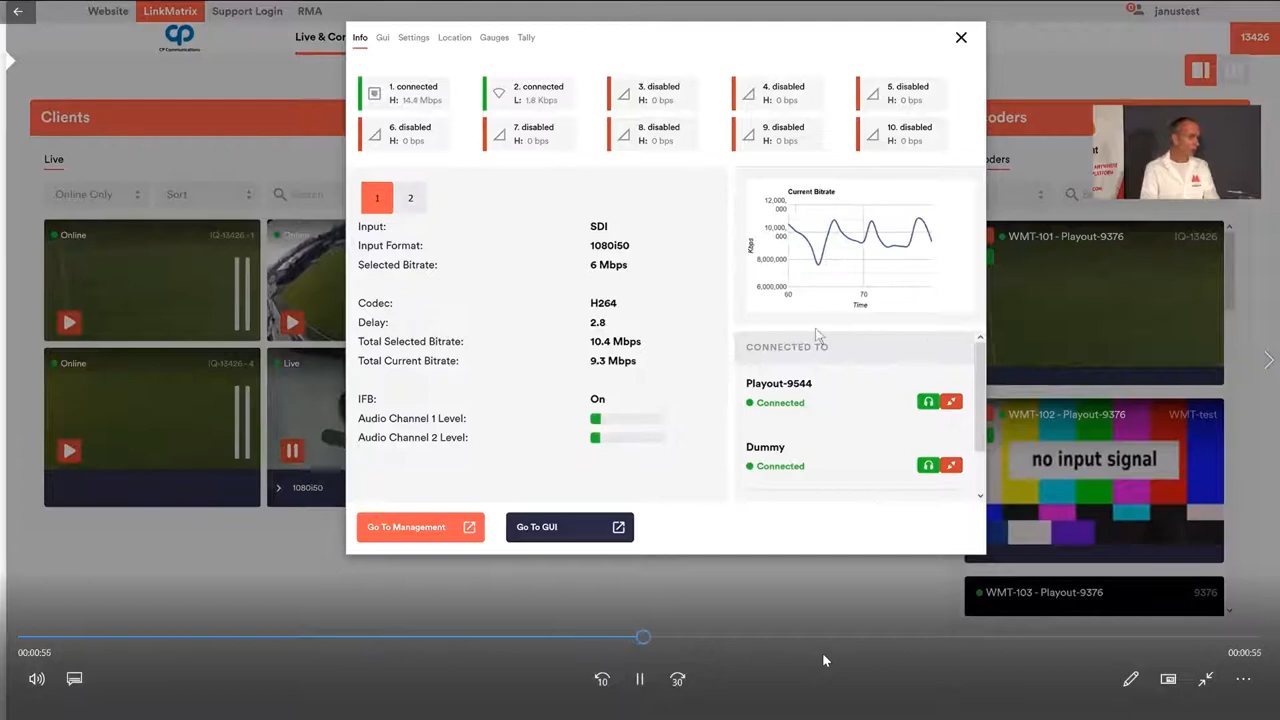 Website LinkMatrix Support Login RMA
janustest
CP Communications
Live & Con
13426
Info Gui Settings Location Gauges Tally
1. connected
H: 14.4 Mbps
2. connected
L: 1.8 Kbps
3. disabled
H: 0 bps
4. disabled
H: 0 bps
5. disabled
H: 0 bps
6. disabled
H: 0 bps
7. disabled
H: 0 bps
8. disabled
H: 0 bps
9. disabled
H: 0 bps
10. disabled
H: 0 bps
Clients
oders
Live
oders
Online Only Sort Search
Online IQ-13426-1
Online
Online IQ-13426-4
Live
1080i50
1 2
Input: SDI
Input Format: 1080i50
Selected Bitrate: 6 Mbps
Codec: H264
Delay: 2.8
Total Selected Bitrate: 10.4 Mbps
Total Current Bitrate: 9.3 Mbps
IFB: On
Audio Channel 1 Level:
Audio Channel 2 Level:
Current Bitrate
12,000,
000
10,000,
000
8,000,000
6,000,000
Kbps
60 70
Time
CONNECTED TO
Playout-9544
Connected
Dummy
Connected
Go To Management
Go To GUI
WMT-101 - Playout-9376 IQ-13426
WMT-102 - Playout-9376 WMT-test
no input signal
WMT-103 - Playout-9376 9376
00:00:55
00:00:55
10
30